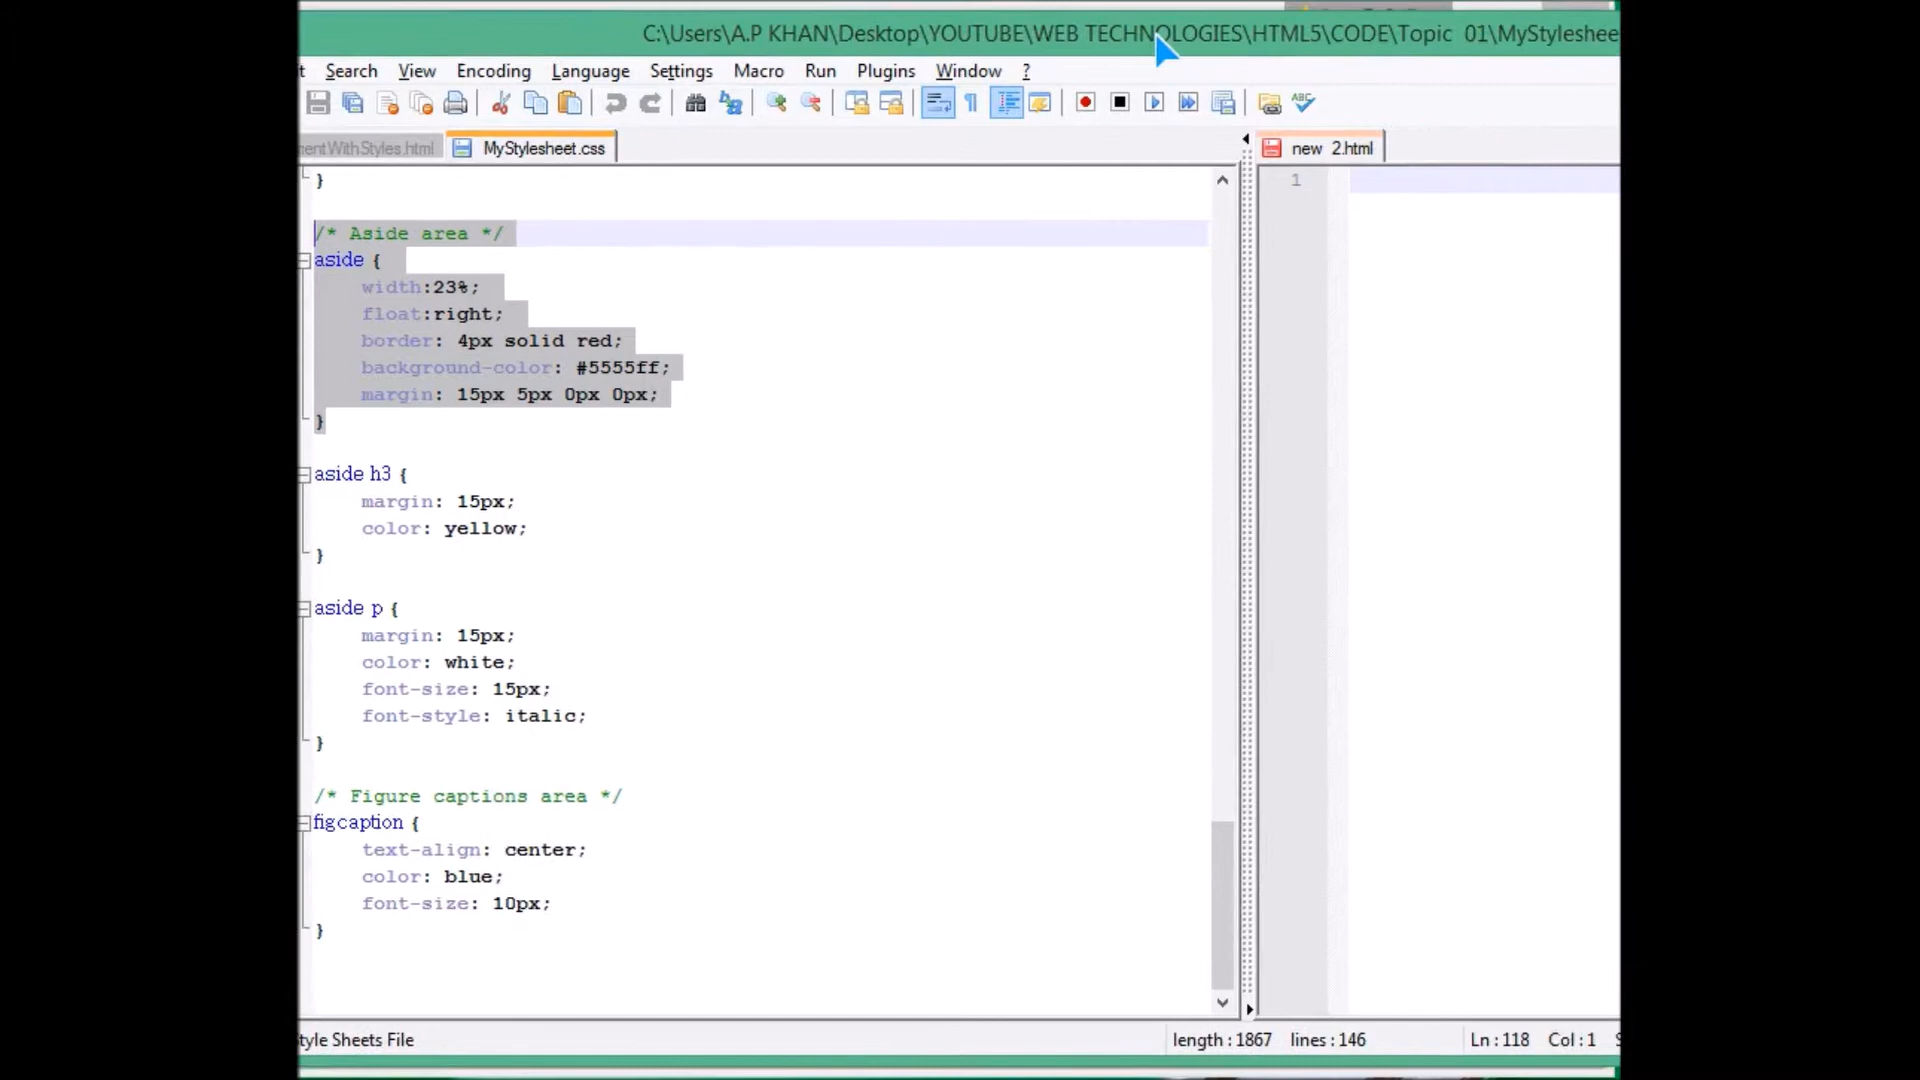 C:\Users\A.P KHAN\Desktop\YOUTUBE\WEB TECHNOLOGIES\HTML5\CODE\Topic 01\MyStyleshee
t Search View Encoding Language Settings Macro Run Plugins Window ?
entWithStyles.html MyStylesheet.css new 2.html
}
1
/* Aside area */
aside {
width:23%;
float:right;
border: 4px solid red;
background-color: #5555ff;
margin: 15px 5px 0px 0px;
}
aside h3 {
margin: 15px;
color: yellow;
}
aside p {
margin: 15px;
color: white;
font-size: 15px;
font-style: italic;
}
/* Figure captions area */
figcaption {
text-align: center;
color: blue;
font-size: 10px;
}
tyle Sheets File length : 1867 lines : 146 Ln : 118 Col : 1